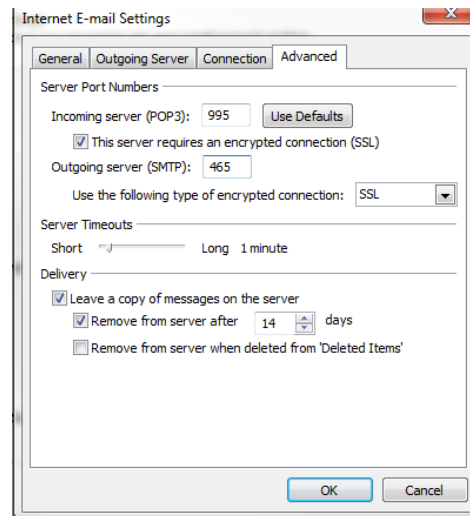 Internet E-mail Settings
General Outgoing Server Connection Advanced
Server Port Numbers
Incoming server (POP3): 995 Use Defaults
This server requires an encrypted connection (SSL)
Outgoing server (SMTP): 465
Use the following type of encrypted connection: SSL
Server Timeouts
Short Long 1 minute
Delivery
Leave a copy of messages on the server
Remove from server after 14 days
Remove from server when deleted from 'Deleted Items'
OK Cancel